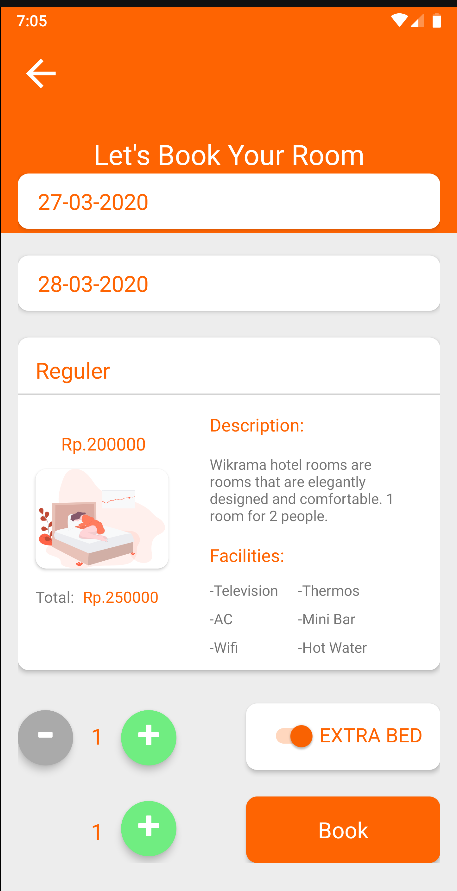 7:05
Let's Book Your Room
27-03-2020
28-03-2020
Reguler
Rp.200000
Total: Rp.250000
Description:
Wikrama hotel rooms are
rooms that are elegantly
designed and comfortable. 1
room for 2 people.
Facilities:
-Television -Thermos
-AC -Mini Bar
-Wifi -Hot Water
- 1 + EXTRA BED
1 + Book